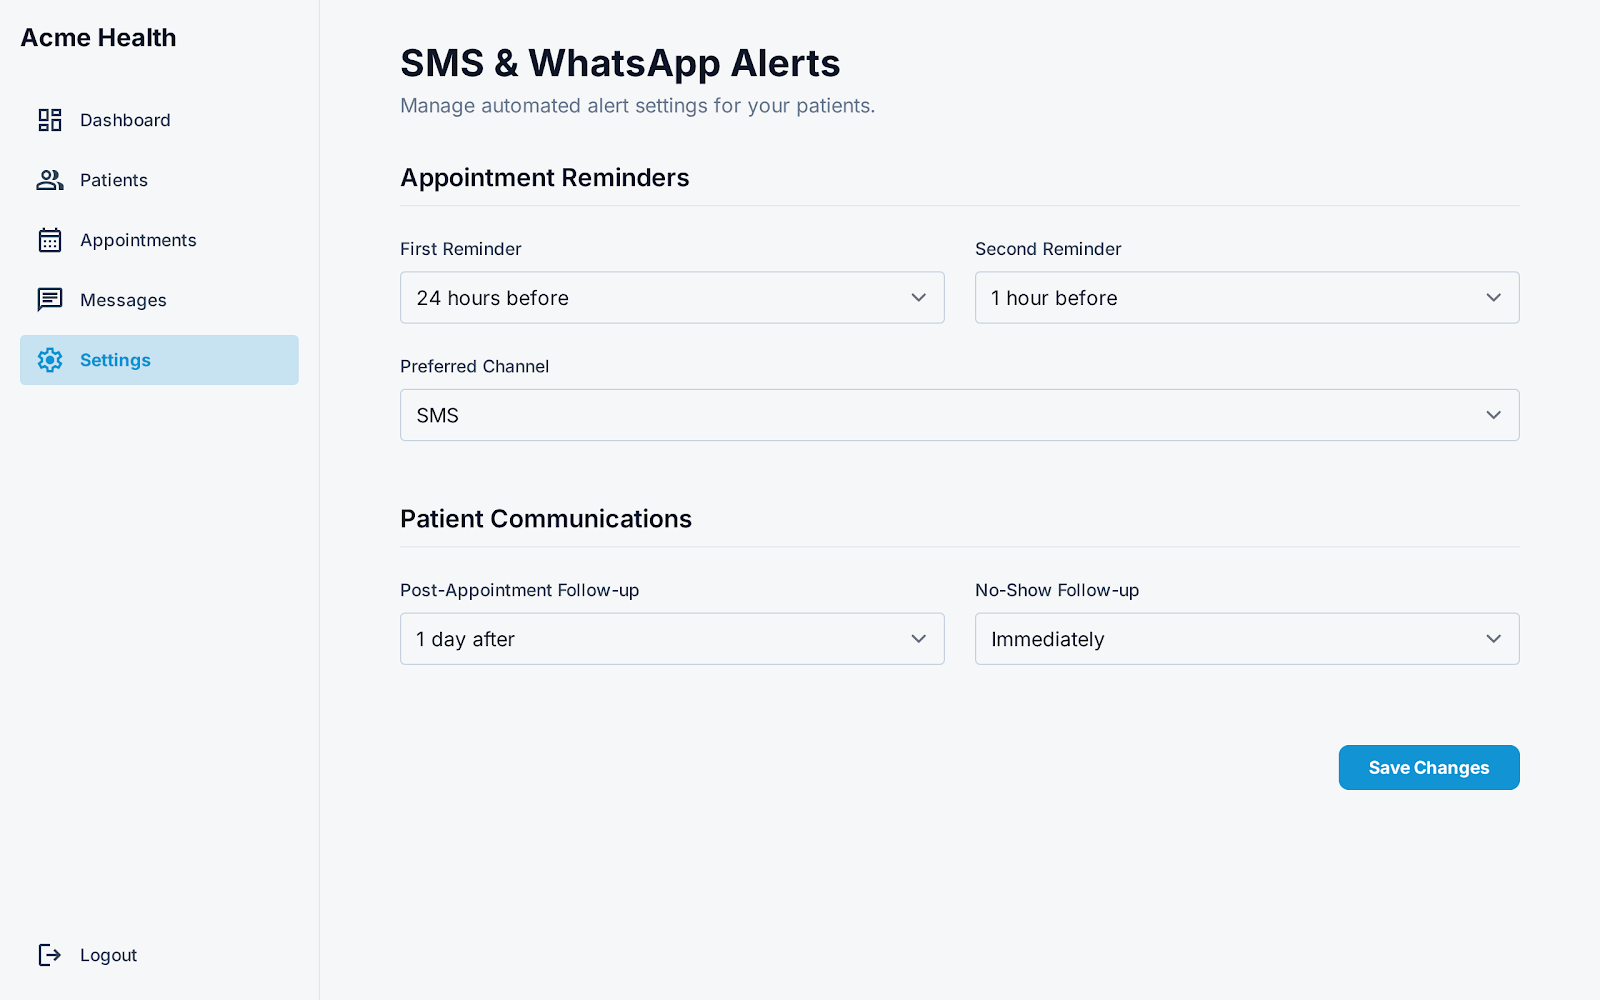 Acme Health
Dashboard
Patients
Appointments
Messages
Settings
Logout
SMS & WhatsApp Alerts
Manage automated alert settings for your patients.
Appointment Reminders
First Reminder
24 hours before
Second Reminder
1 hour before
Preferred Channel
SMS
Patient Communications
Post-Appointment Follow-up
1 day after
No-Show Follow-up
Immediately
Save Changes